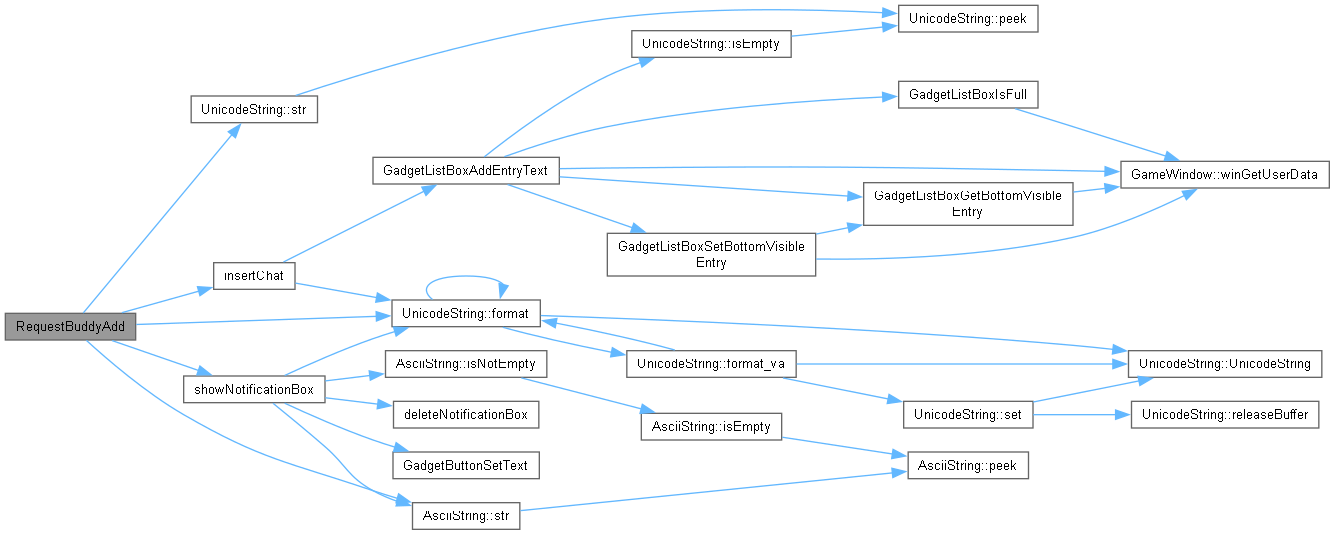 UnicodeString::peek
UnicodeString::isEmpty
UnicodeString::str
GadgetListBoxIsFull
GadgetListBoxAddEntryText
GameWindow::winGetUserData
GadgetListBoxGetBottomVisible
Entry
GadgetListBoxSetBottomVisible
Entry
insertChat
UnicodeString::format
RequestBuddyAdd
AsciiString::isNotEmpty
UnicodeString::format_va
UnicodeString::UnicodeString
showNotificationBox
deleteNotificationBox
UnicodeString::set
UnicodeString::releaseBuffer
AsciiString::isEmpty
GadgetButtonSetText
AsciiString::peek
AsciiString::str